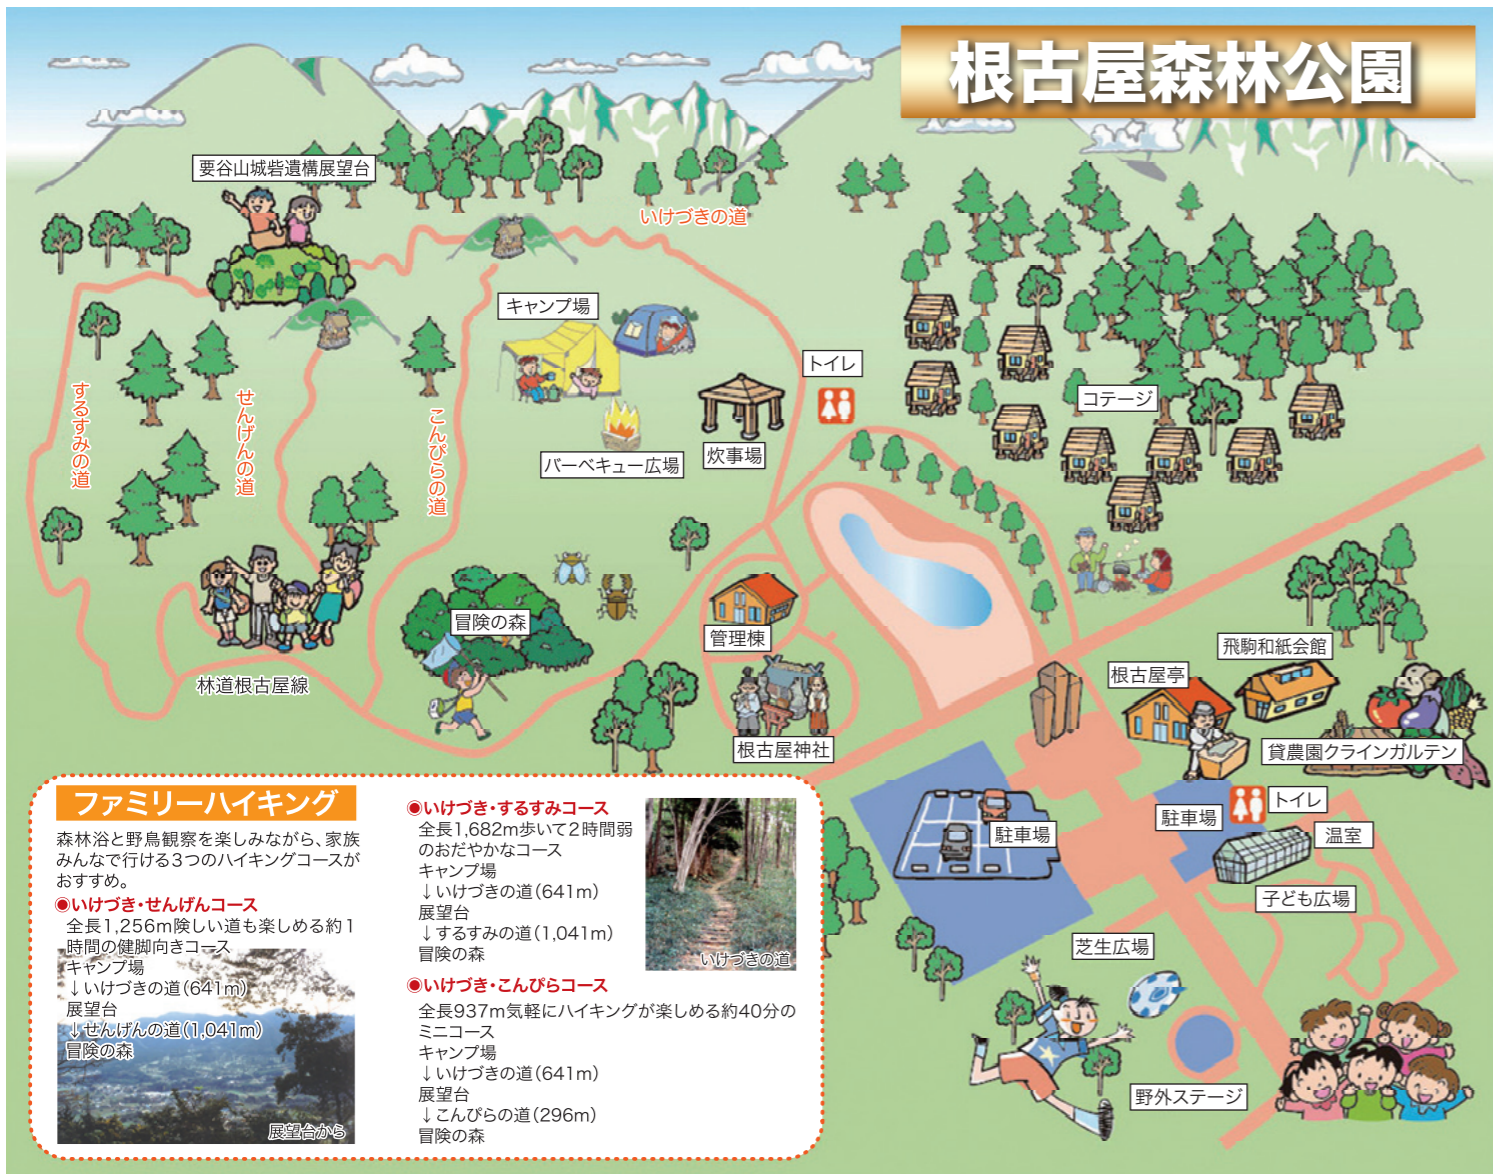 根古屋森林公園
要谷山城砦遺構展望台
いけづきの道
キャンプ場
トイレ
するすみの道
せんげんの道
こんぴらの道
コテージ
バーベキュー広場
炊事場
冒険の森
管理棟
飛駒和紙会館
根古屋亭
林道根古屋線
根古屋神社
貸農園クラインガルテン
駐車場
駐車場
トイレ
温室
子ども広場
芝生広場
野外ステージ
ファミリーハイキング
森林浴と野鳥観察を楽しみながら、家族
みんなで行ける3つのハイキングコースが
おすすめ。
◉いけづき・せんげんコース
全長1,256m険しい道も楽しめる約1
時間の健脚向きコース
キャンプ場
↓いけづきの道(641m)
展望台
↓せんげんの道(1,041m)
冒険の森
展望台から
◉いけづき・するすみコース
全長1,682m歩いて2時間弱
のおだやかなコース
キャンプ場
↓いけづきの道(641m)
展望台
↓するすみの道(1,041m)
冒険の森
いけづきの道
◉いけづき・こんぴらコース
全長937m気軽にハイキングが楽しめる約40分の
ミニコース
キャンプ場
↓いけづきの道(641m)
展望台
↓こんぴらの道(296m)
冒険の森